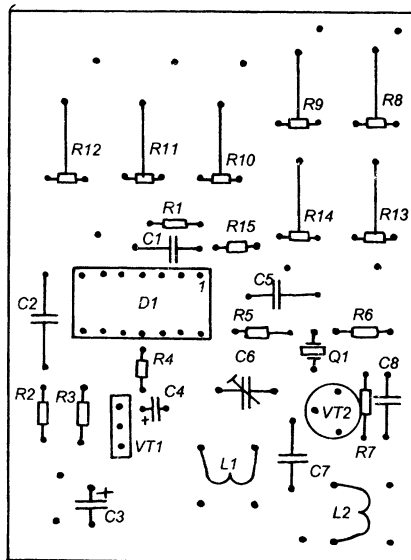 R9 R8
R12 R11 R10
R1
C1 R15 R14 R13
1
C2 D1 C5
R5 R6
R4 C6 Q1
R2 R3 C4 C8
+ VT2
VT1 R7
L1 C7
+
C3 L2